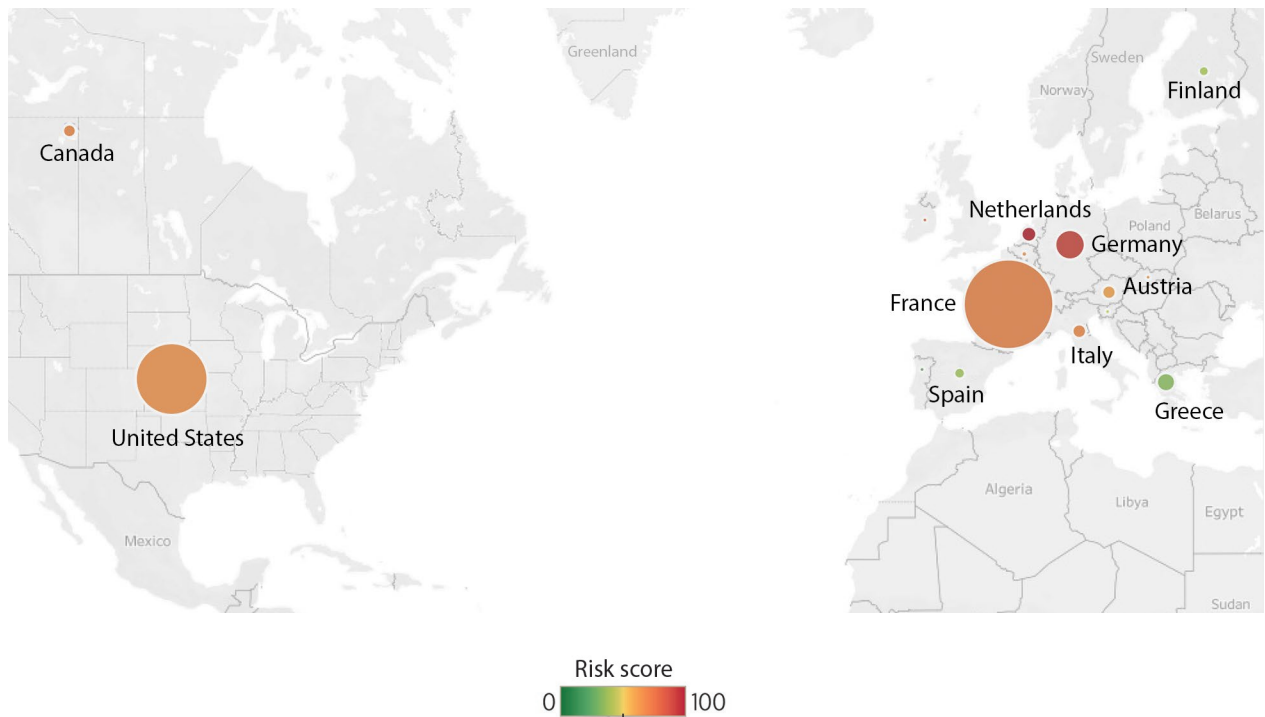 Greenland
Sweden
Norway
Finland
Canada
Netherlands
Poland
Belarus
Germany
Austria
France
Italy
Spain
Greece
United States
Algeria
Libya
Egypt
Mexico
Sudan
Risk score
0 100